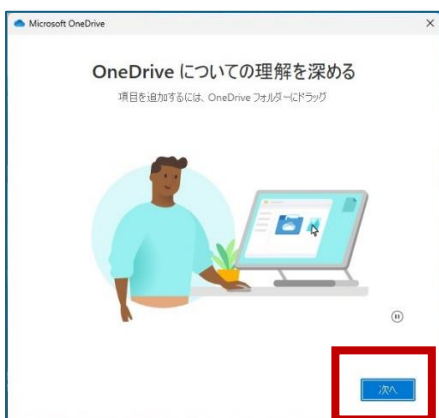 Microsoft OneDrive
OneDrive についての理解を深める
項目を追加するには、OneDrive フォルダーにドラッグ
次へ